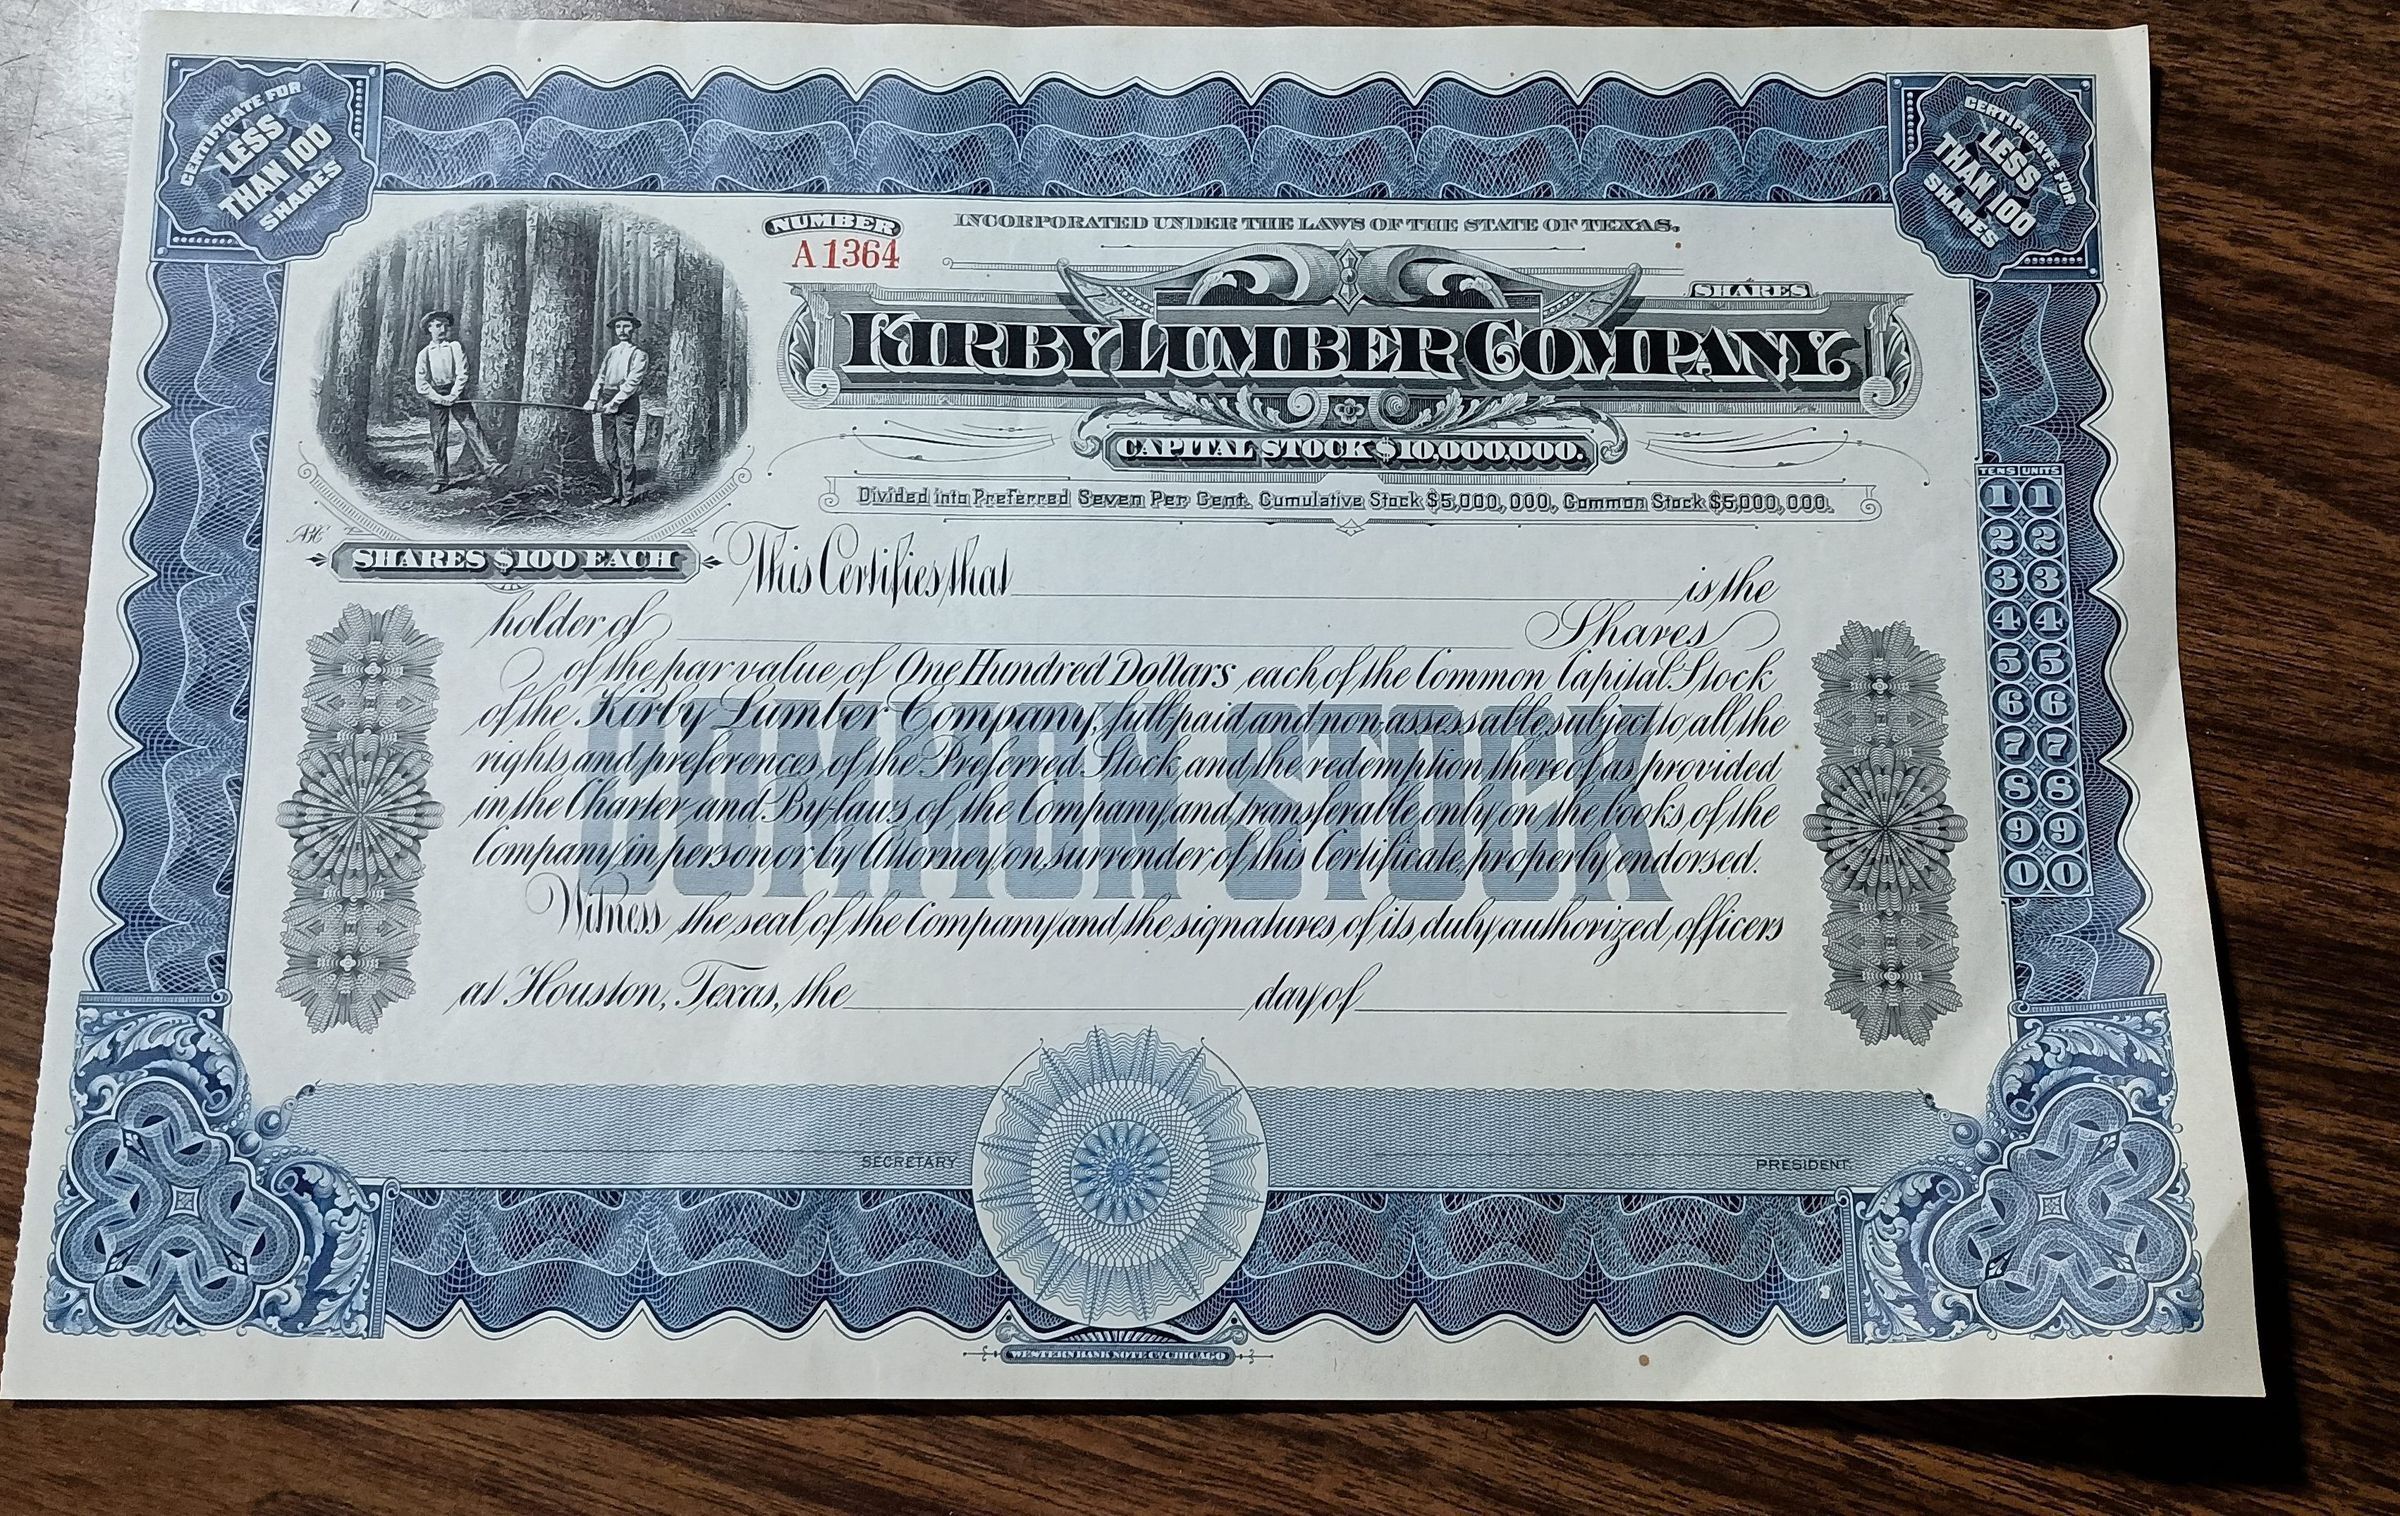 CERTIFICATE FOR
LESS
THAN 100
SHARES
CERTIFICATE FOR
LESS
THAN 100
SHARES
NUMBER
A 1364
INCORPORATED UNDER THE LAWS OF THE STATE OF TEXAS.
SHARES
KIRBY LUMBER COMPANY.
CAPITAL STOCK $10,000,000.
Divided into Preferred Seven Per Cent. Cumulative Stock $5,000,000, Common Stock $5,000,000.
SHARES $100 EACH
This Certifies that is the
holder of Shares
of the par value of One Hundred Dollars each of the Common Capital Stock
of the Kirby Lumber Company, full paid and non-assessable, subject to all the
rights and preferences of the Preferred Stock and the redemption thereof as provided
in the Charter and By-laws of the Company and transferable only on the books of the
Company in person or by Attorney on surrender of this Certificate properly endorsed.
COMMON STOCK
Witness the seal of the Company and the signatures of its duly authorized officers
at Houston, Texas, the day of
TENS UNITS
1 1
2 2
3 3
4 4
5 5
6 6
7 7
8 8
9 9
0 0
SECRETARY
PRESIDENT.
WESTERN BANK NOTE CO. CHICAGO